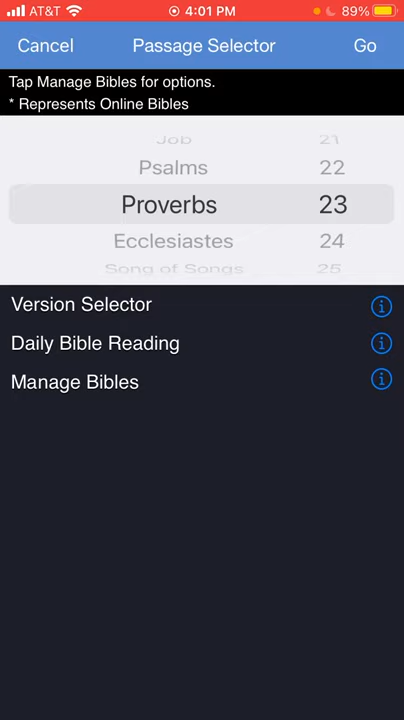 AT&T 4:01 PM 89%
Cancel Passage Selector Go
Tap Manage Bibles for options.
* Represents Online Bibles
Job 21
Psalms 22
Proverbs 23
Ecclesiastes 24
Song of Songs 25
Version Selector
Daily Bible Reading
Manage Bibles